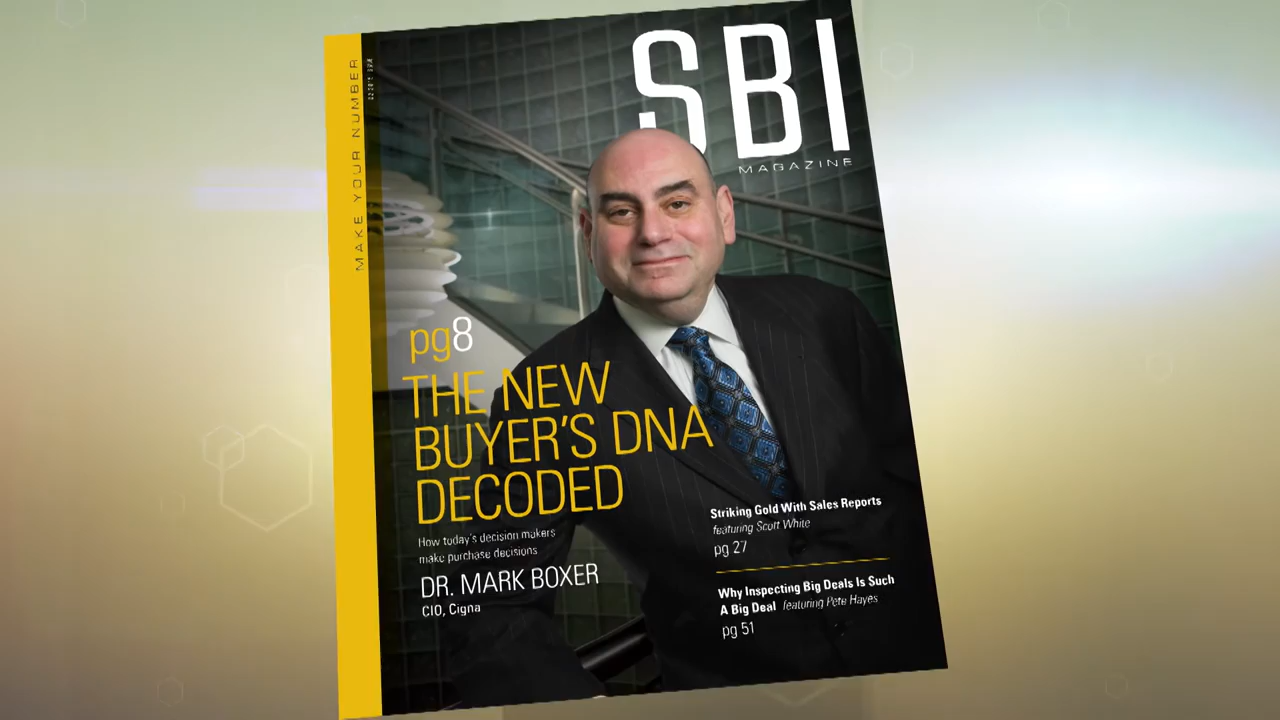 MAKE YOUR NUMBER
SBI
MAGAZINE
pg8
THE NEW
BUYER'S DNA
DECODED
How today's decision makers
make purchase decisions
DR. MARK BOXER
CIO, Cigna
Striking Gold With Sales Reports
featuring Scott White
pg 27
Why Inspecting Big Deals Is Such
A Big Deal featuring Pete Hayes
pg 51